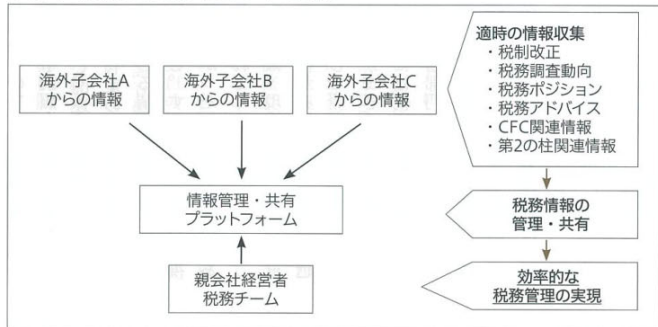 海外子会社A
からの情報
海外子会社B
からの情報
海外子会社C
からの情報
情報管理・共有
プラットフォーム
親会社経営者
税務チーム
適時の情報収集
・税制改正
・税務調査動向
・税務ポジション
・税務アドバイス
・CFC関連情報
・第2の柱関連情報
税務情報の
管理・共有
効率的な
税務管理の実現